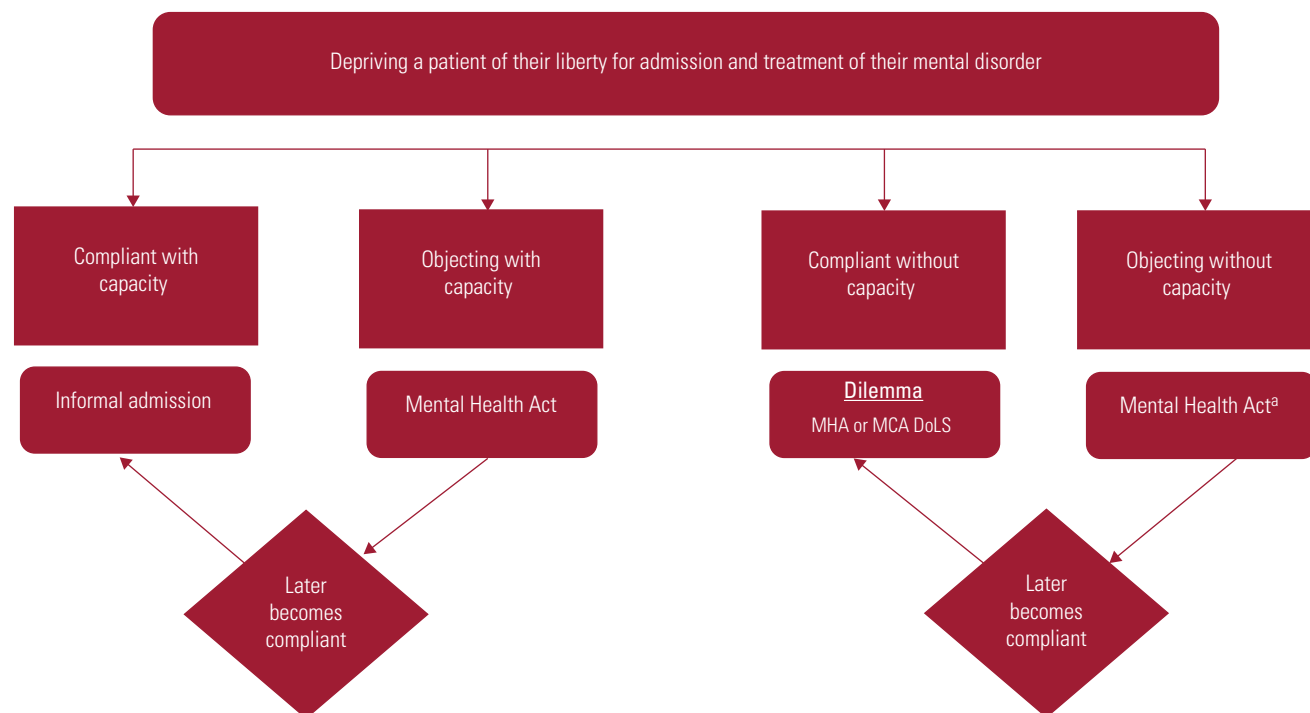 Depriving a patient of their liberty for admission and treatment of their mental disorder
Compliant with
capacity
Objecting with
capacity
Compliant without
capacity
Objecting without
capacity
Informal admission
Mental Health Act
Dilemma
MHA or MCA DoLS
Mental Health Actᵃ
Later
becomes
compliant
Later
becomes
compliant